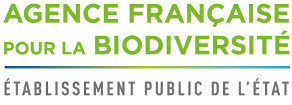 AGENCE FRANÇAISE
POUR LA BIODIVERSITÉ
ÉTABLISSEMENT PUBLIC DE L'ÉTAT